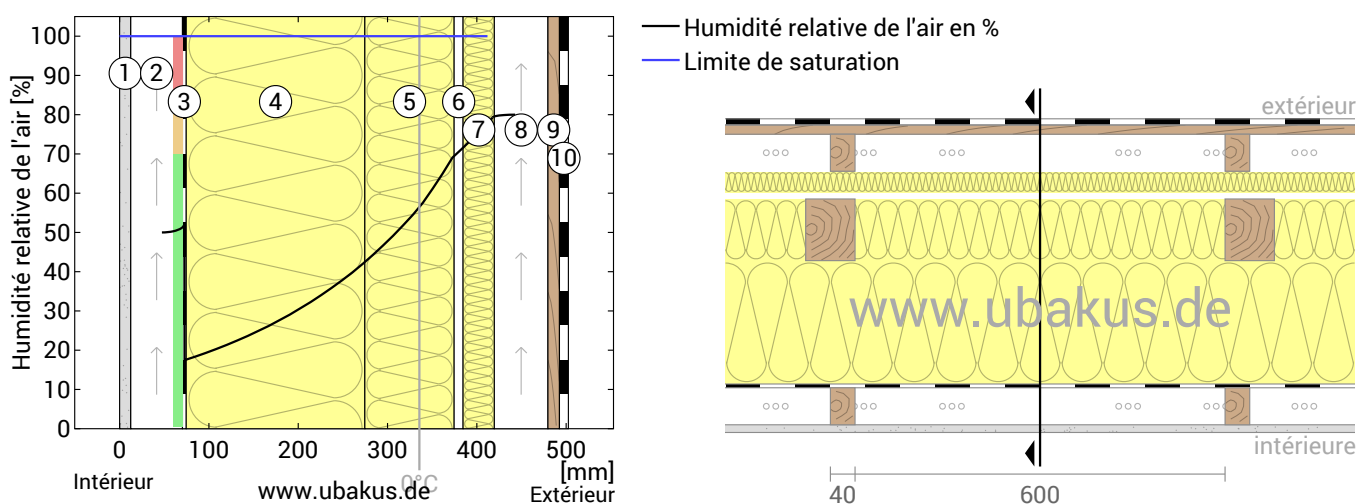 Humidité relative de l'air [%]
100
90
80
70
60
50
40
30
20
10
0
1
2
3
4
5
6
7
8
9
10
0
100
200
300
400
500
[mm]
0°C
Intérieur
www.ubakus.de
Extérieur
Humidité relative de l'air en %
Limite de saturation
extérieur
www.ubakus.de
intérieure
40
600